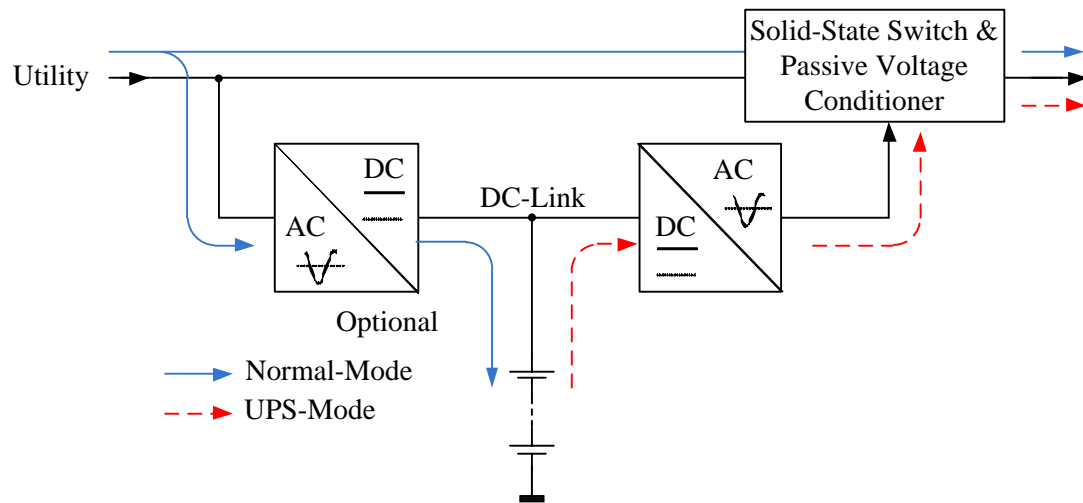 Solid-State Switch &
Passive Voltage
Conditioner
Utility
DC
AC
DC-Link
AC
DC
Optional
Normal-Mode
UPS-Mode